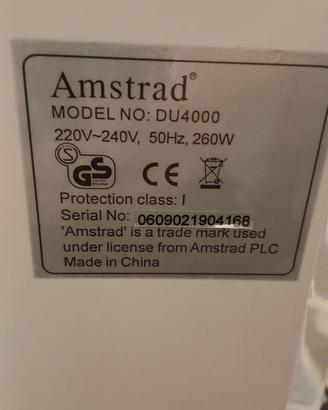 Amstrad®
MODEL NO: DU4000
220V~240V, 50Hz, 260W
S GS CE
Protection class: I
Serial No: 0609021904168
'Amstrad' is a trade mark used
under license from Amstrad PLC
Made in China